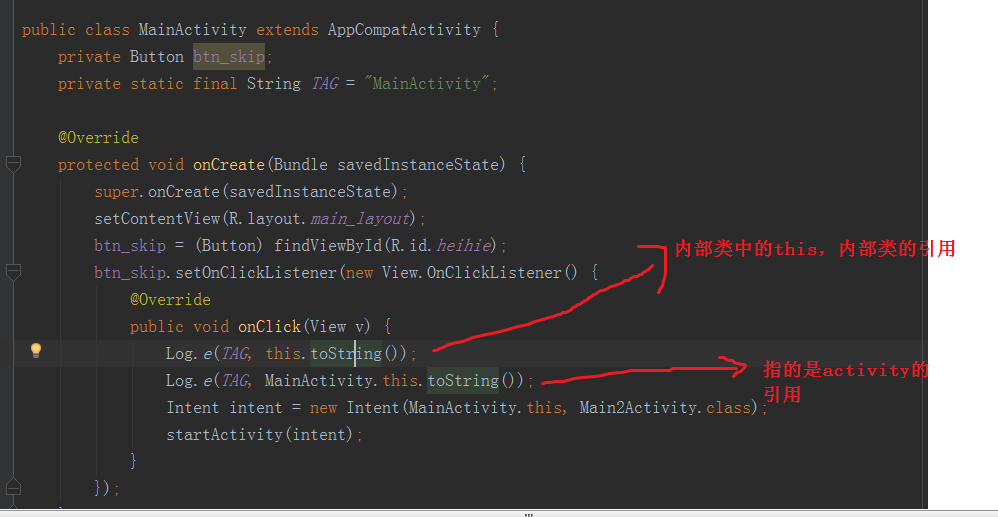 public class MainActivity extends AppCompatActivity {
private Button btn_skip;
private static final String TAG = "MainActivity";
@Override
protected void onCreate(Bundle savedInstanceState) {
super.onCreate(savedInstanceState);
setContentView(R.layout.main_layout);
btn_skip = (Button) findViewById(R.id.heihie);
内部类中的this，内部类的引用
btn_skip.setOnClickListener(new View.OnClickListener() {
@Override
public void onClick(View v) {
Log.e(TAG, this.toString());
Log.e(TAG, MainActivity.this.toString());
指的是activity的
引用
Intent intent = new Intent(MainActivity.this, Main2Activity.class);
startActivity(intent);
}
});